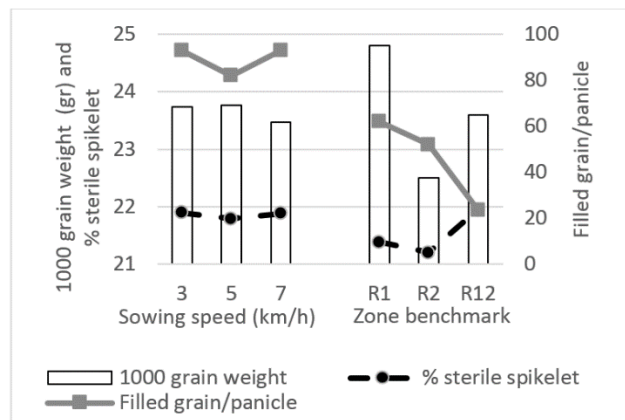 1000 grain weight (gr) and
% sterile spikelet
25
24
23
22
21
100
80
60
40
20
0
Filled grain/panicle
3 5 7 R1 R2 R12
Sowing speed (km/h) Zone benchmark
1000 grain weight
% sterile spikelet
Filled grain/panicle